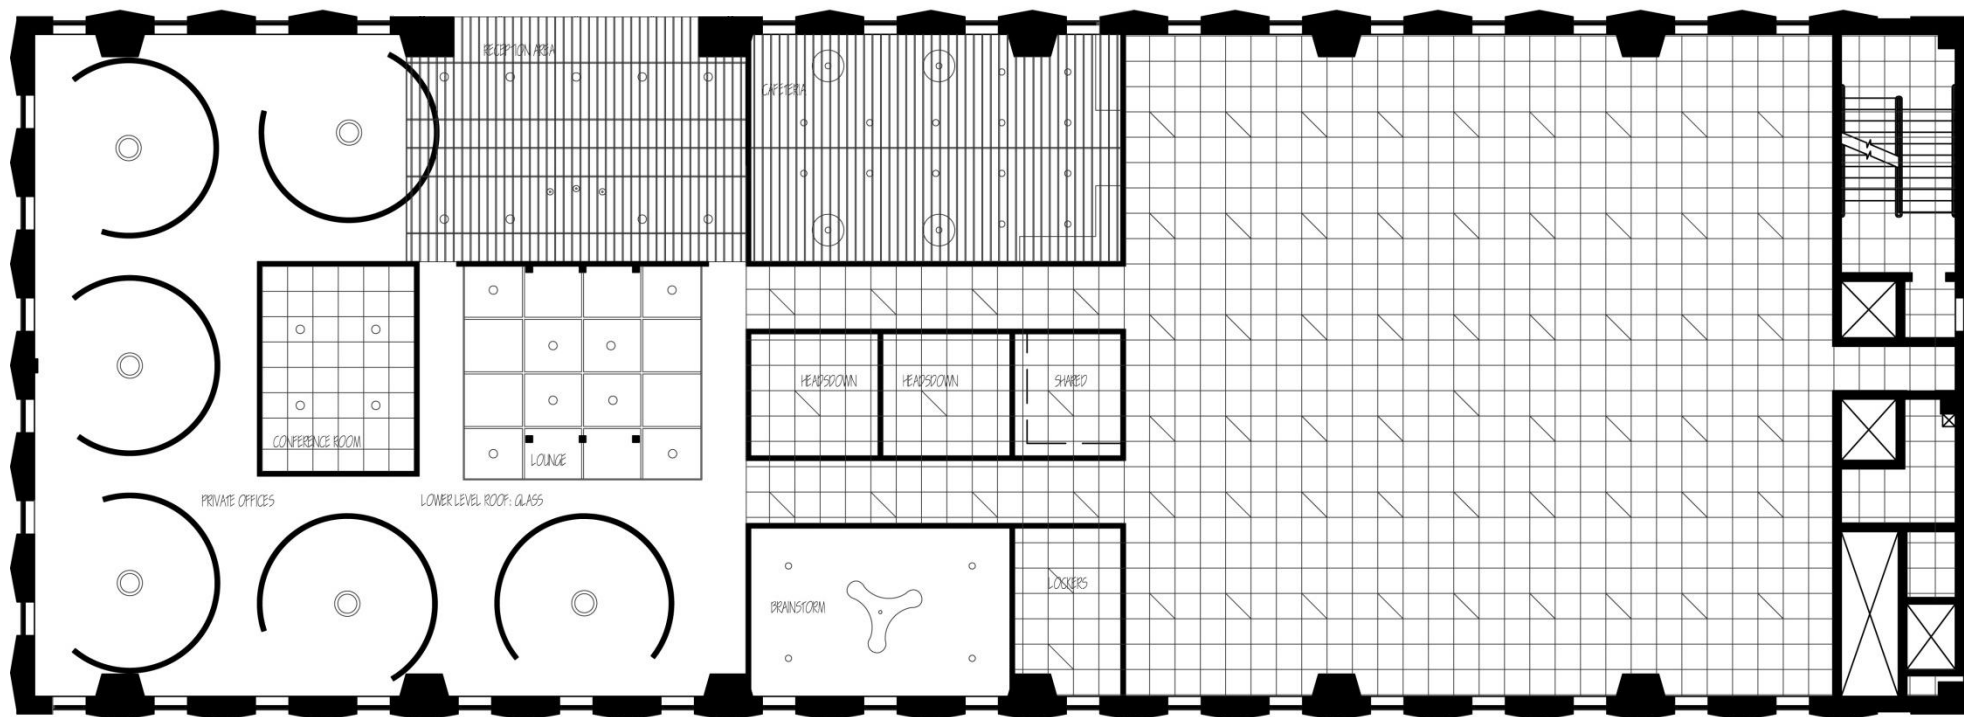 RECEPTION AREA
CAFETERIA
HEADSDOWN
HEADSDOWN
SHARED
CONFERENCE ROOM
LOUNGE
PRIVATE OFFICES
LOWER LEVEL ROOF: GLASS
LOCKERS
BRAINSTORM